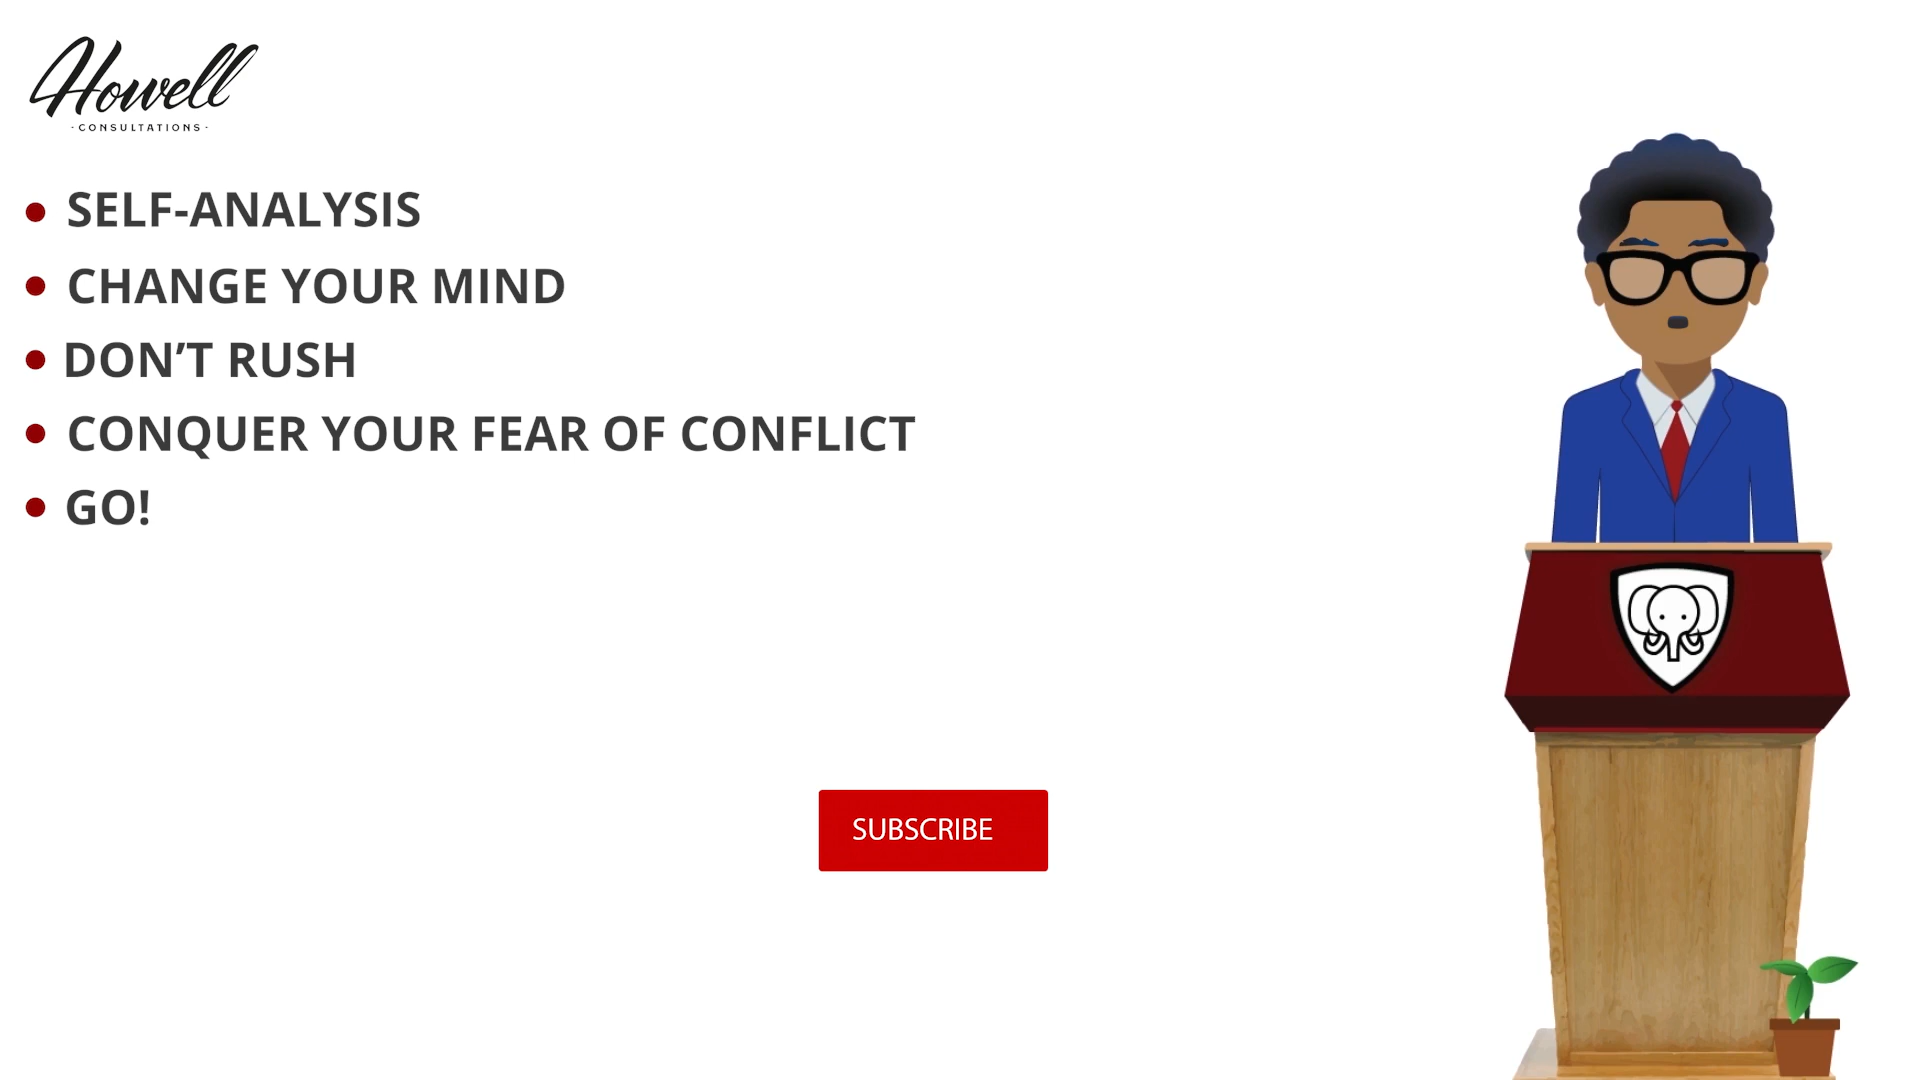 Howell
·CONSULTATIONS·
• SELF-ANALYSIS
• CHANGE YOUR MIND
• DON’T RUSH
• CONQUER YOUR FEAR OF CONFLICT
• GO!
SUBSCRIBE